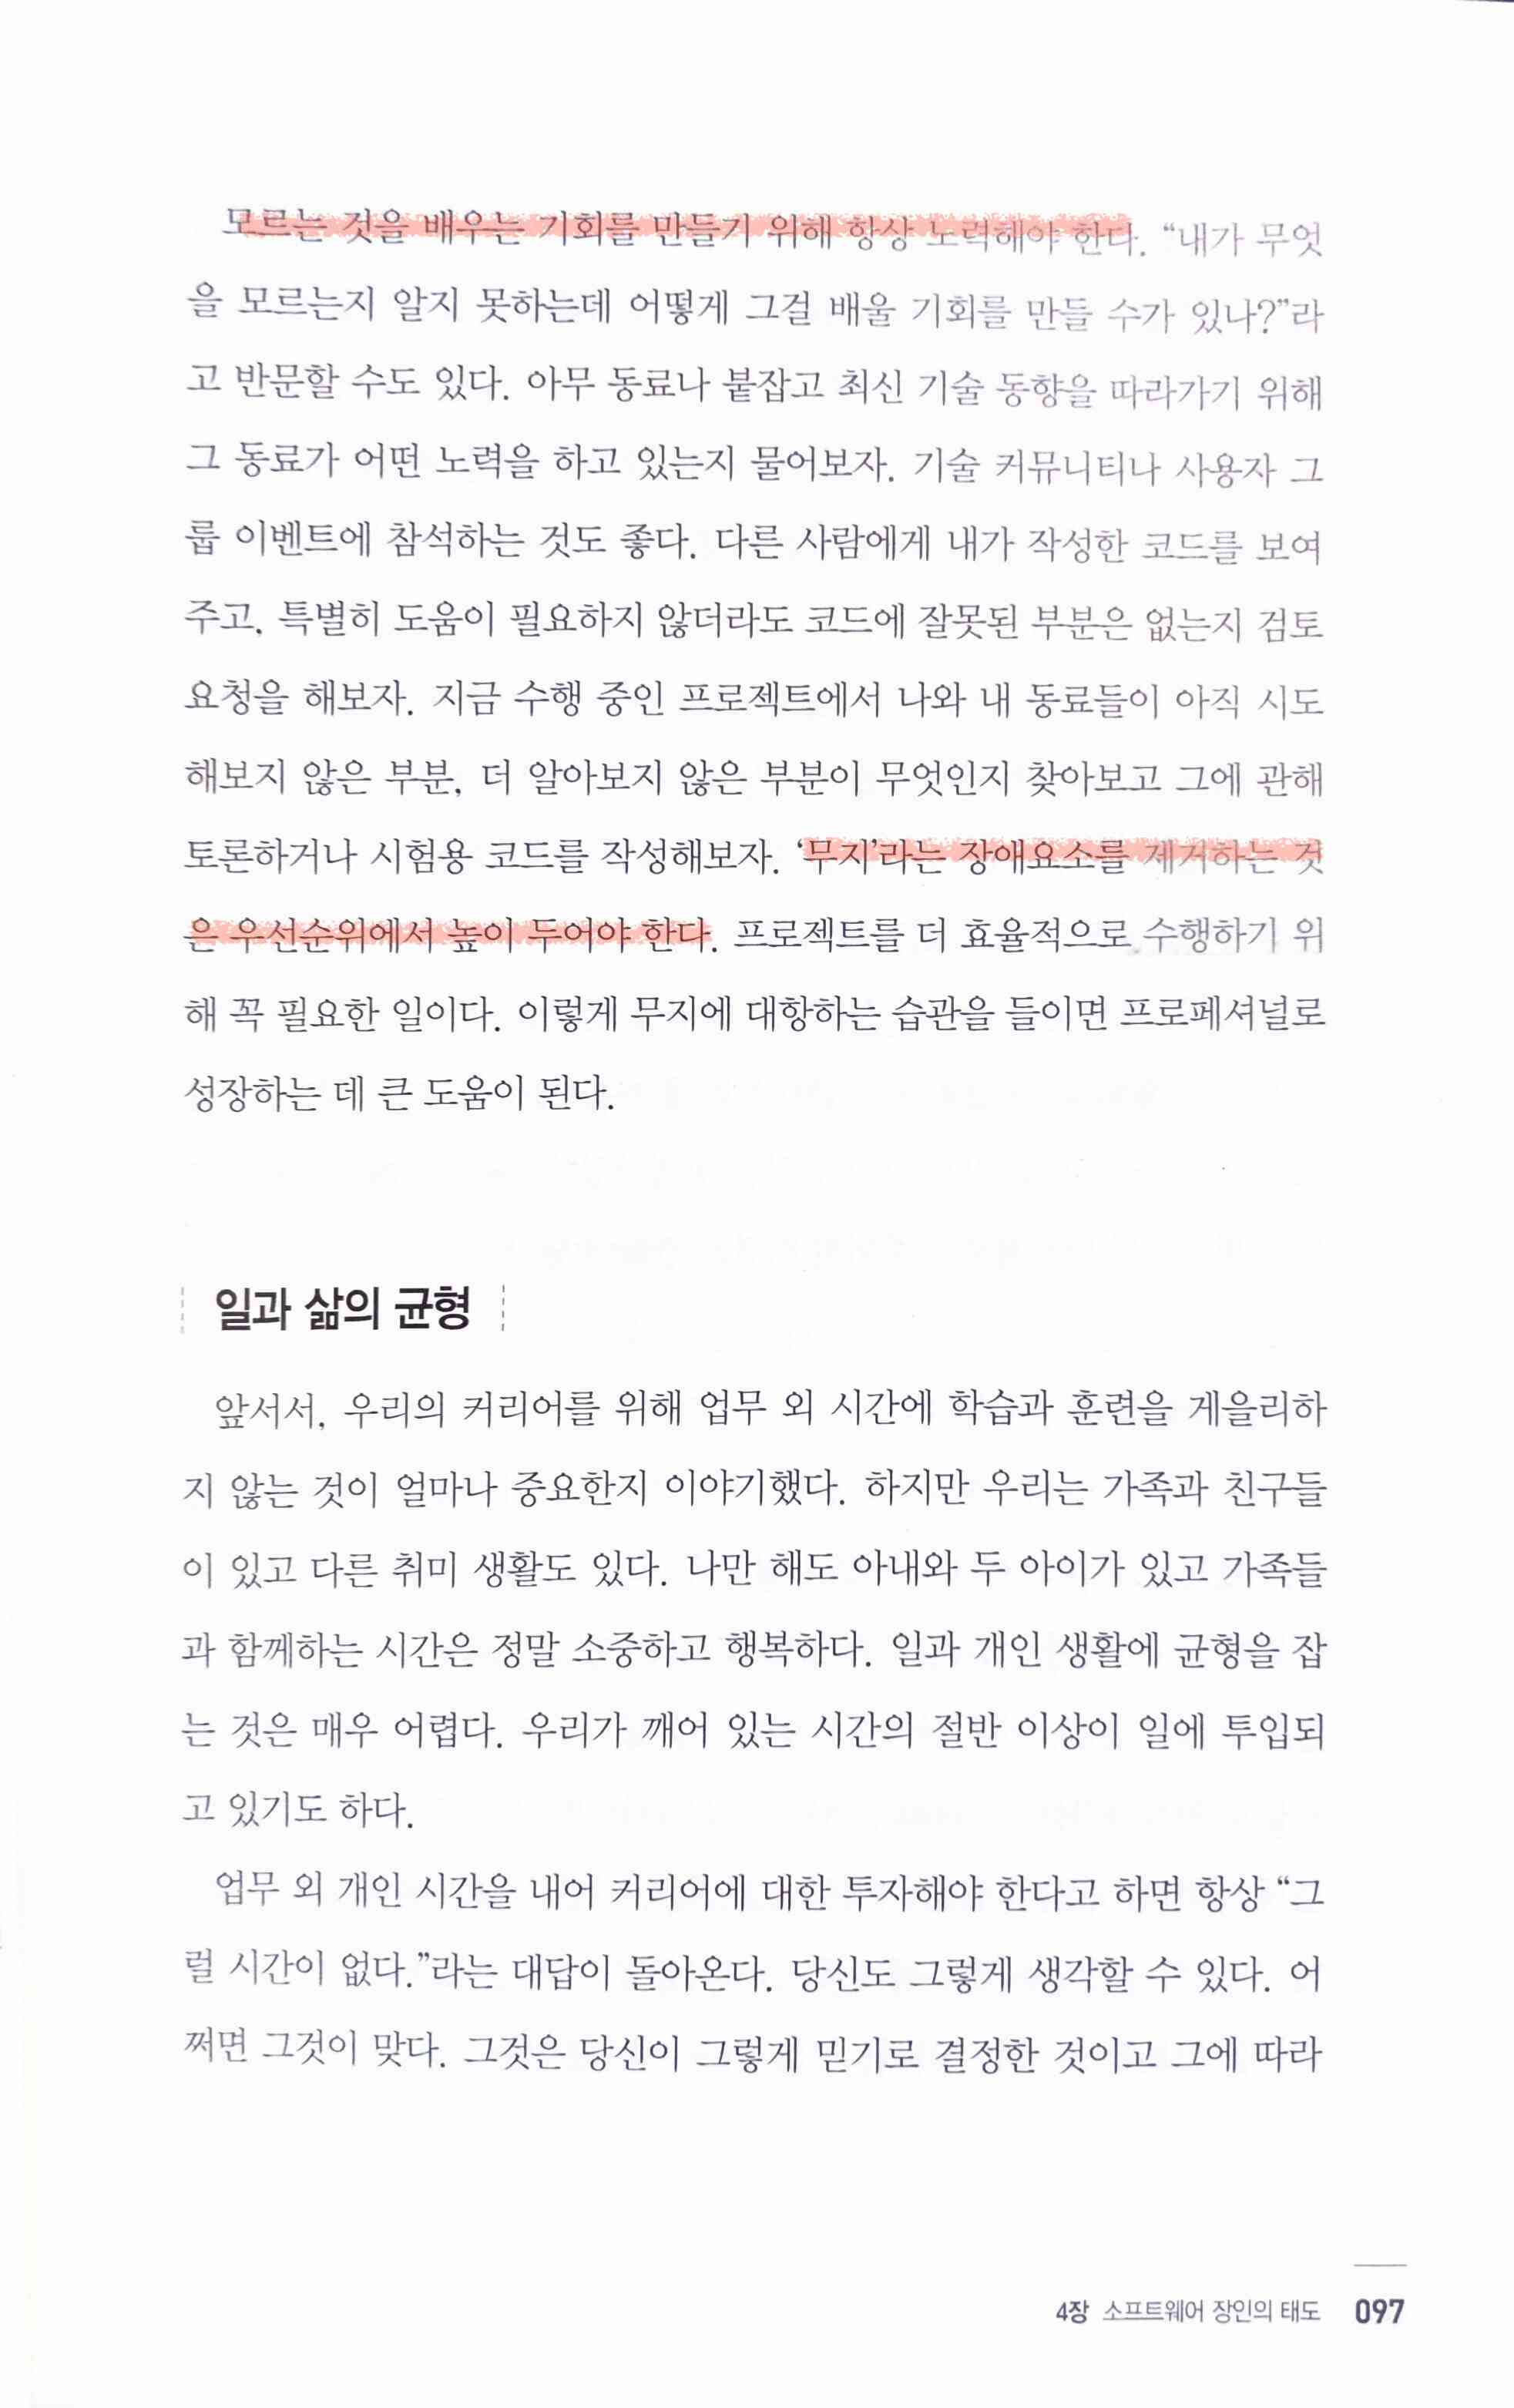 모르는 것을 배우는 기회를 만들기 위해 항상 노력해야 한다. “내가 무엇
을 모르는지 알지 못하는데 어떻게 그걸 배울 기회를 만들 수가 있나?”라
고 반문할 수도 있다. 아무 동료나 붙잡고 최신 기술 동향을 따라가기 위해
그 동료가 어떤 노력을 하고 있는지 물어보자. 기술 커뮤니티나 사용자 그
룹 이벤트에 참석하는 것도 좋다. 다른 사람에게 내가 작성한 코드를 보여
주고, 특별히 도움이 필요하지 않더라도 코드에 잘못된 부분은 없는지 검토
요청을 해보자. 지금 수행 중인 프로젝트에서 나와 내 동료들이 아직 시도
해보지 않은 부분, 더 알아보지 않은 부분이 무엇인지 찾아보고 그에 관해
토론하거나 시험용 코드를 작성해보자. ‘무지’라는 장애요소를 제거하는 것
은 우선순위에서 높이 두어야 한다. 프로젝트를 더 효율적으로 수행하기 위
해 꼭 필요한 일이다. 이렇게 무지에 대항하는 습관을 들이면 프로페셔널로
성장하는 데 큰 도움이 된다.
일과 삶의 균형
앞서서, 우리의 커리어를 위해 업무 외 시간에 학습과 훈련을 게을리하
지 않는 것이 얼마나 중요한지 이야기했다. 하지만 우리는 가족과 친구들
이 있고 다른 취미 생활도 있다. 나만 해도 아내와 두 아이가 있고 가족들
과 함께하는 시간은 정말 소중하고 행복하다. 일과 개인 생활에 균형을 잡
는 것은 매우 어렵다. 우리가 깨어 있는 시간의 절반 이상이 일에 투입되
고 있기도 하다.
업무 외 개인 시간을 내어 커리어에 대한 투자해야 한다고 하면 항상 “그
럴 시간이 없다.”라는 대답이 돌아온다. 당신도 그렇게 생각할 수 있다. 어
쩌면 그것이 맞다. 그것은 당신이 그렇게 믿기로 결정한 것이고 그에 따라
4장 소프트웨어 장인의 태도 097